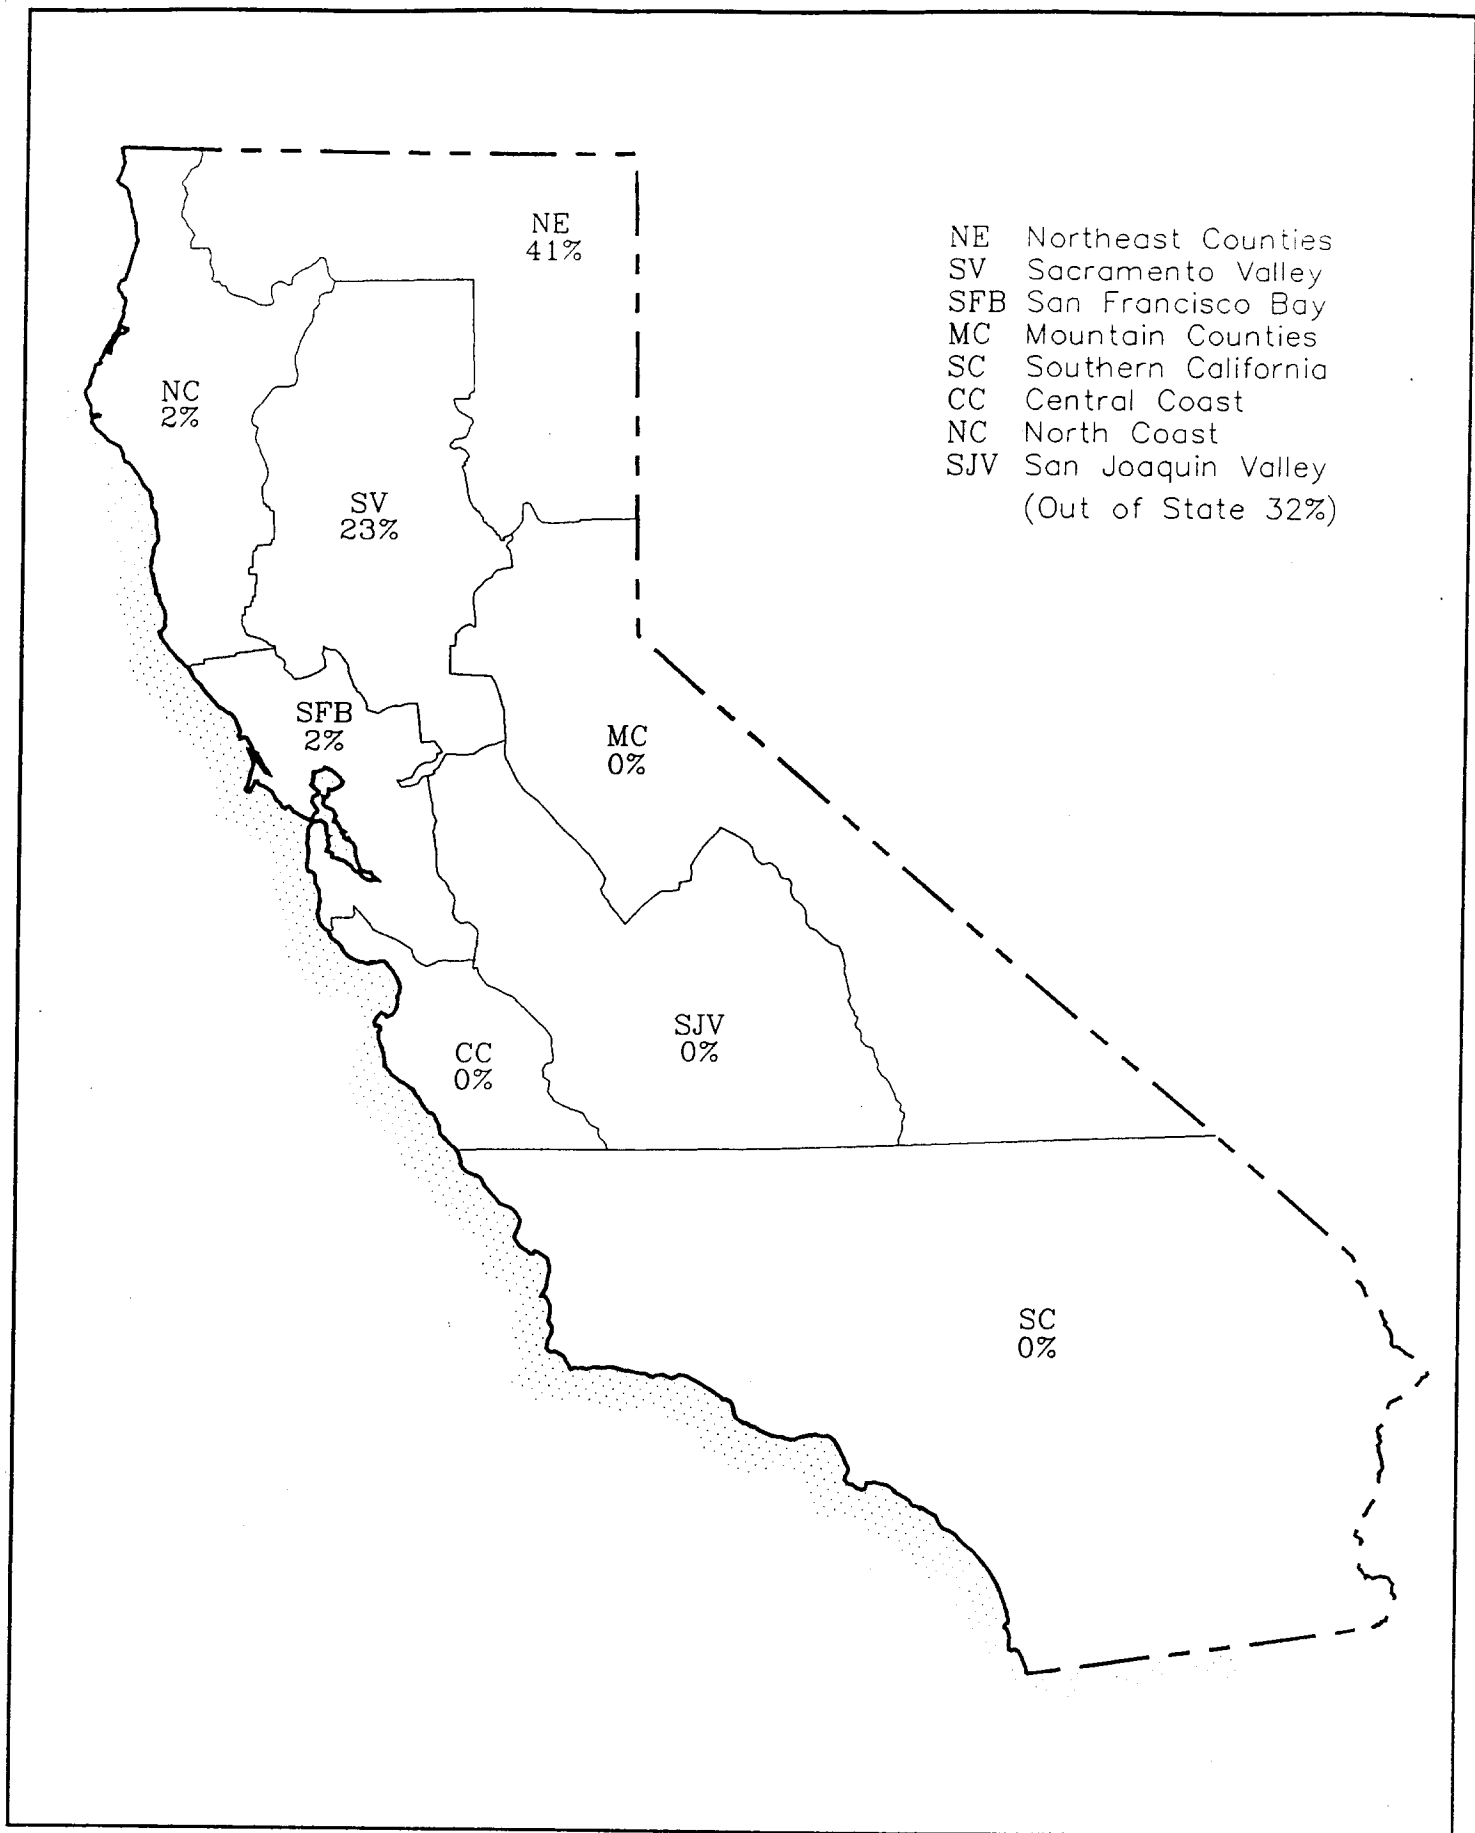 NE
41%
NE Northeast Counties
SV Sacramento Valley
SFB San Francisco Bay
MC Mountain Counties
SC Southern California
CC Central Coast
NC North Coast
SJV San Joaquin Valley
(Out of State 32%)
NC
2%
SV
23%
SFB
2%
MC
0%
SJV
0%
CC
0%
SC
0%